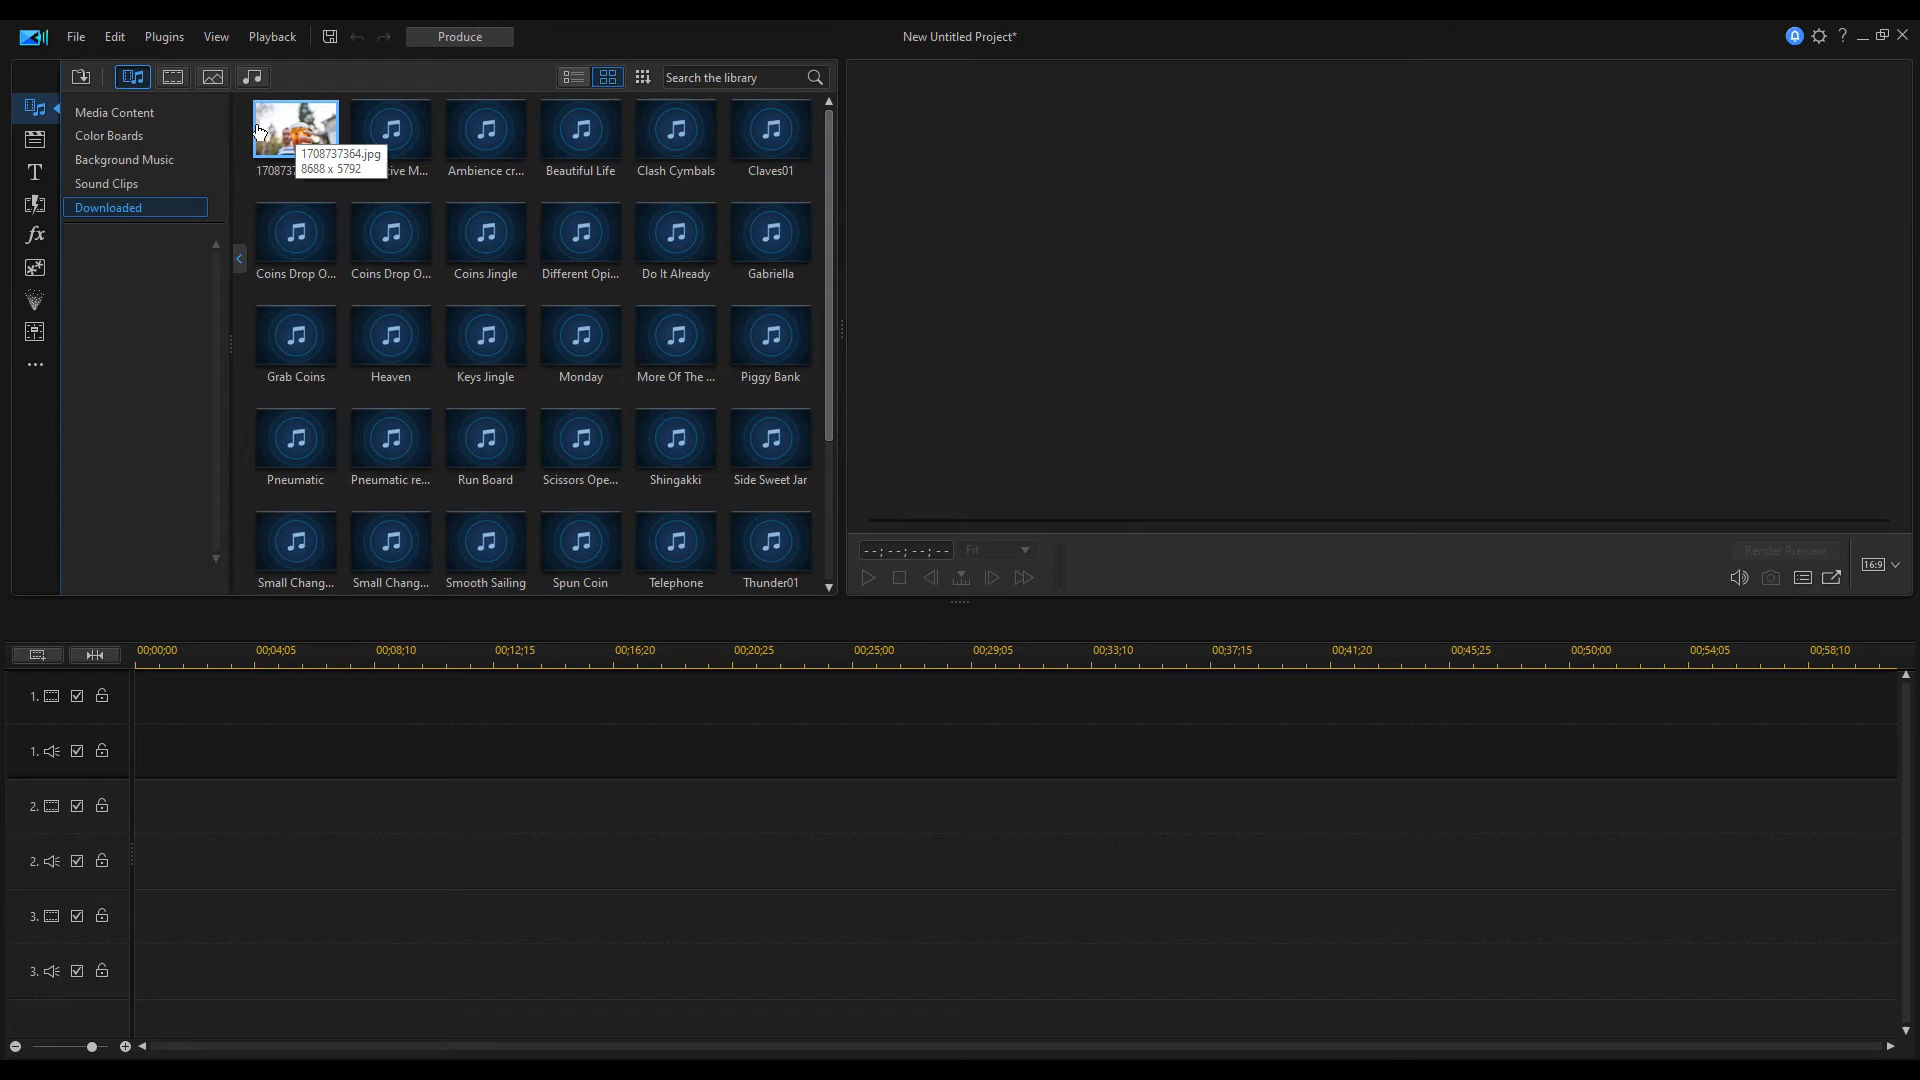 File Edit Plugins View Playback Produce New Untitled Project* ?
Search the library
Media Content
Color Boards
Background Music
Sound Clips
Downloaded
1708737364.jpg
8688 x 5792
Ambience cr... Beautiful Life Clash Cymbals Claves01
Coins Drop O... Coins Drop O... Coins Jingle Different Opi... Do It Already Gabriella
Grab Coins Heaven Keys Jingle Monday More Of The ... Piggy Bank
Pneumatic Pneumatic re... Run Board Scissors Ope... Shingakki Side Sweet Jar
Small Chang... Small Chang... Smooth Sailing Spun Coin Telephone Thunder01
T
fx
--;--;--;-- Fit Render Preview
16:9
00;00;00 00;04;05 00;08;10 00;12;15 00;16;20 00;20;25 00;25;00 00;29;05 00;33;10 00;37;15 00;41;20 00;45;25 00;50;00 00;54;05 00;58;10
1.
1.
2.
2.
3.
3.